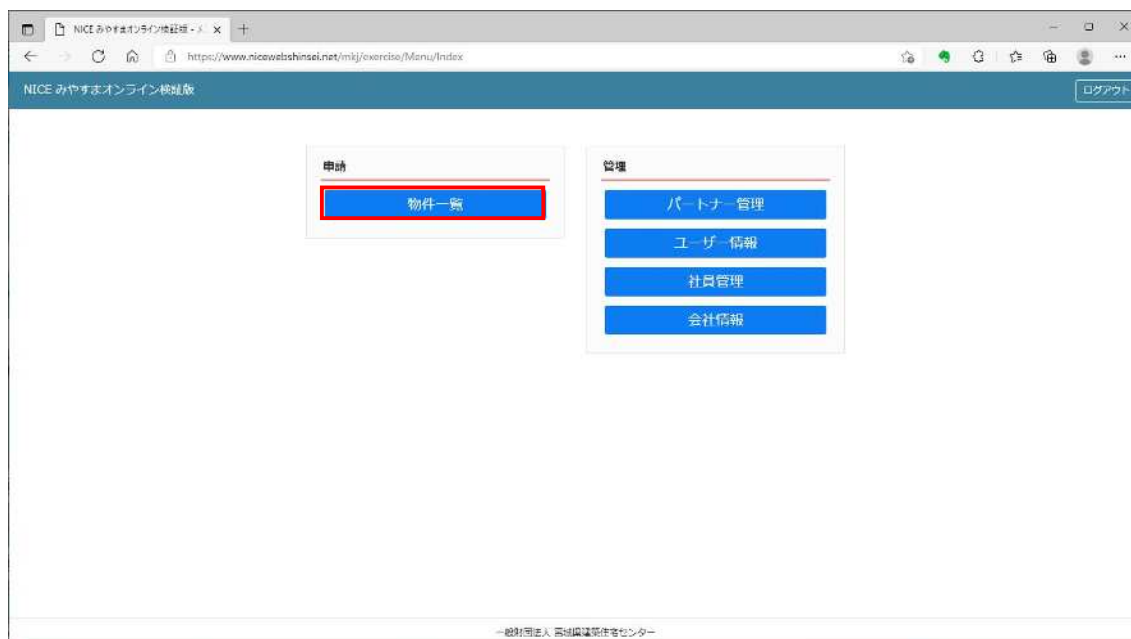 NICE みやすまオンライン検証版 - メ
https://www.nicewebshinsei.net/mkj/exercise/Menu/Index
NICE みやすまオンライン検証版
ログアウト
申請
物件一覧
管理
パートナー管理
ユーザー情報
社員管理
会社情報
一般財団法人 宮城県建築住宅センター